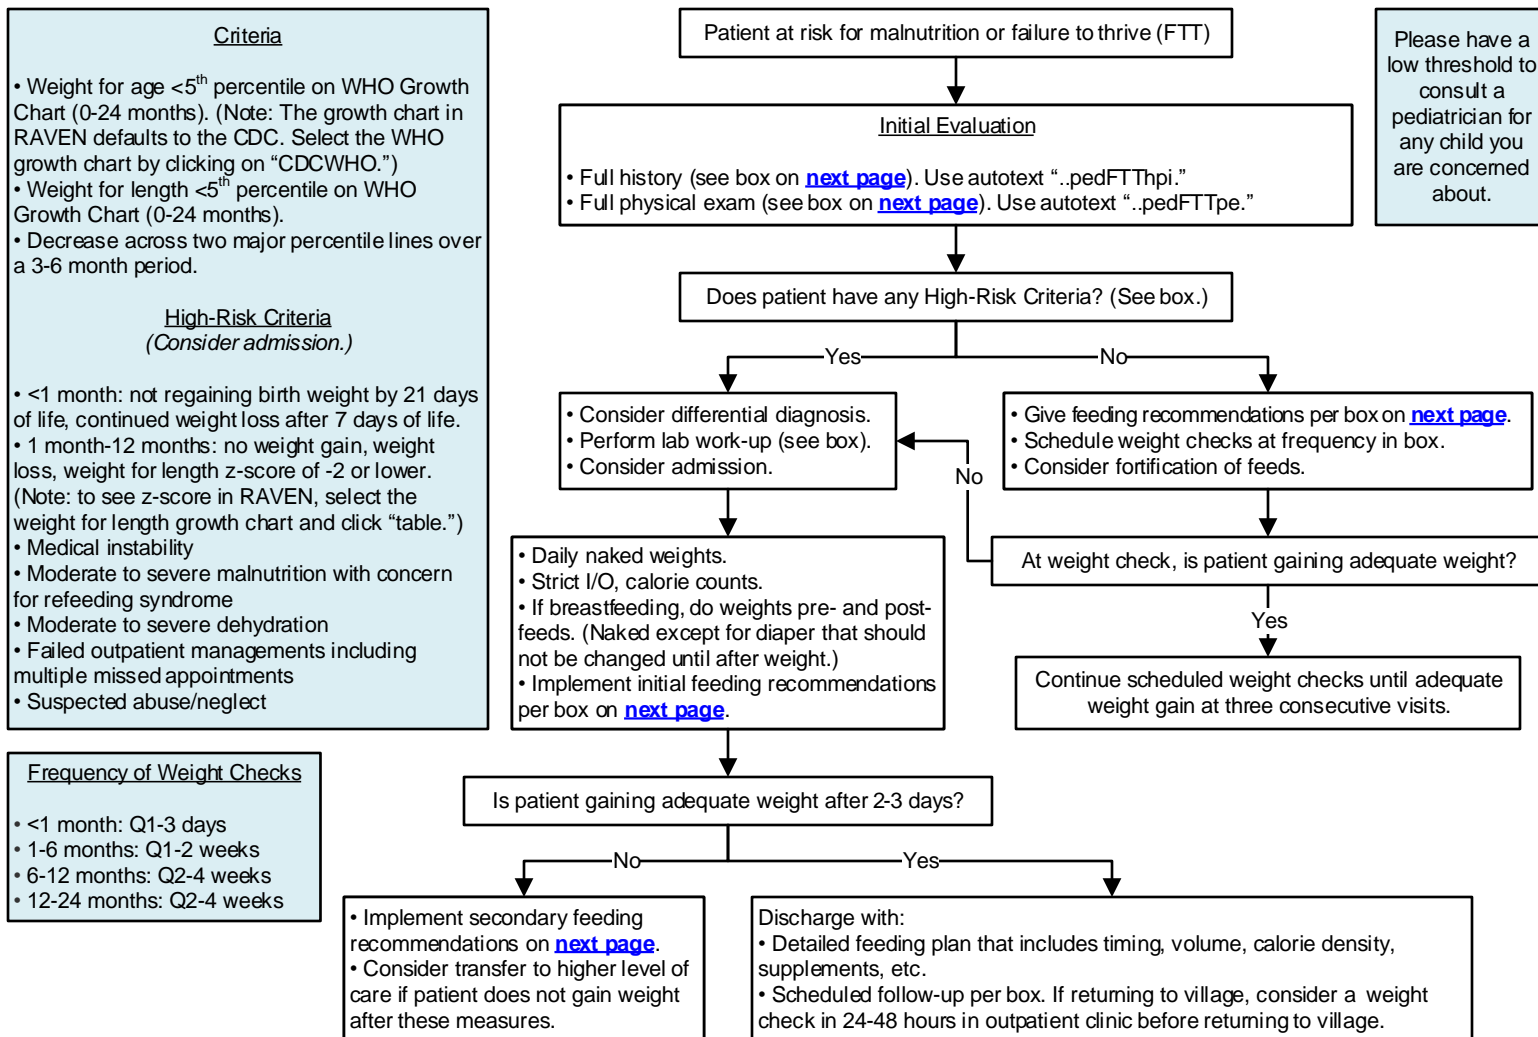 Criteria
• Weight for age <5th percentile on WHO Growth
Chart (0-24 months). (Note: The growth chart in
RAVEN defaults to the CDC. Select the WHO
growth chart by clicking on “CDCWHO.”)
• Weight for length <5th percentile on WHO
Growth Chart (0-24 months).
• Decrease across two major percentile lines over
a 3-6 month period.
High-Risk Criteria
(Consider admission.)
• <1 month: not regaining birth weight by 21 days
of life, continued weight loss after 7 days of life.
• 1 month-12 months: no weight gain, weight
loss, weight for length z-score of -2 or lower.
(Note: to see z-score in RAVEN, select the
weight for length growth chart and click “table.”)
• Medical instability
• Moderate to severe malnutrition with concern
for refeeding syndrome
• Moderate to severe dehydration
• Failed outpatient managements including
multiple missed appointments
• Suspected abuse/neglect
Frequency of Weight Checks
• <1 month: Q1-3 days
• 1-6 months: Q1-2 weeks
• 6-12 months: Q2-4 weeks
• 12-24 months: Q2-4 weeks
Patient at risk for malnutrition or failure to thrive (FTT)
Please have a
low threshold to
consult a
pediatrician for
any child you
are concerned
about.
Initial Evaluation
• Full history (see box on next page). Use autotext “..pedFTThpi.”
• Full physical exam (see box on next page). Use autotext “..pedFTTpe.”
Does patient have any High-Risk Criteria? (See box.)
Yes
No
• Consider differential diagnosis.
• Perform lab work-up (see box).
• Consider admission.
• Give feeding recommendations per box on next page.
• Schedule weight checks at frequency in box.
• Consider fortification of feeds.
No
At weight check, is patient gaining adequate weight?
Yes
Continue scheduled weight checks until adequate
weight gain at three consecutive visits.
• Daily naked weights.
• Strict I/O, calorie counts.
• If breastfeeding, do weights pre- and post-
feeds. (Naked except for diaper that should
not be changed until after weight.)
• Implement initial feeding recommendations
per box on next page.
Is patient gaining adequate weight after 2-3 days?
No
Yes
• Implement secondary feeding
recommendations on next page.
• Consider transfer to higher level of
care if patient does not gain weight
after these measures.
Discharge with:
• Detailed feeding plan that includes timing, volume, calorie density,
supplements, etc.
• Scheduled follow-up per box. If returning to village, consider a weight
check in 24-48 hours in outpatient clinic before returning to village.